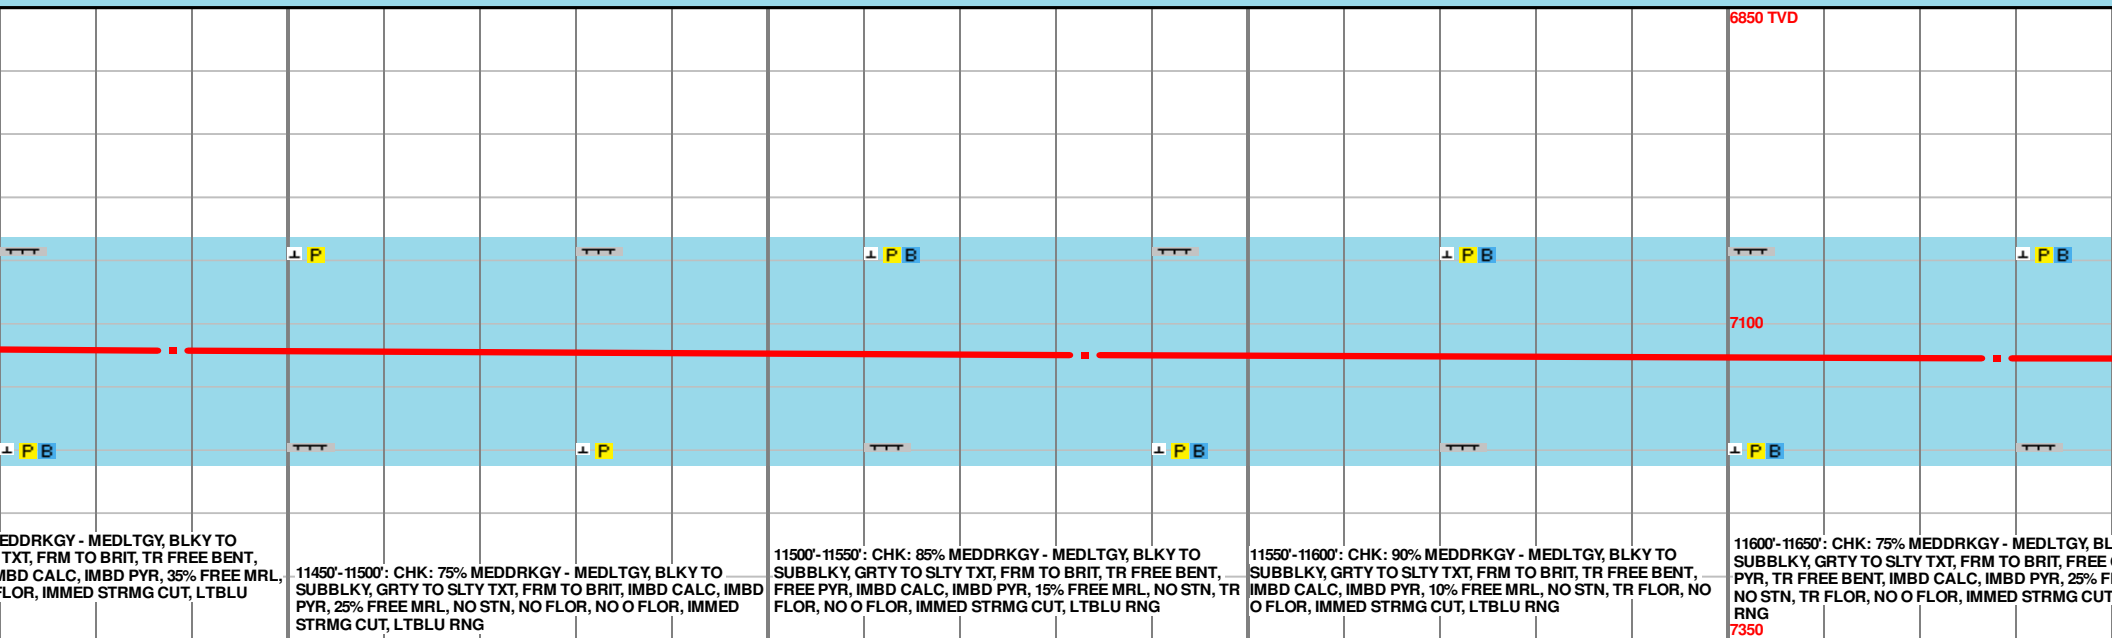 6850 TVD
P
P B
P B
P B
7100
P B
P
P B
P B
EDDRKGY - MEDLTGY, BLKY TO
TXT, FRM TO BRIT, TR FREE BENT,
MBD CALC, IMBD PYR, 35% FREE MRL,
FLOR, IMMED STRMG CUT, LTBLU
11450'-11500': CHK: 75% MEDDRKGY - MEDLTGY, BLKY TO
SUBBLKY, GRTY TO SLTY TXT, FRM TO BRIT, IMBD CALC, IMBD
PYR, 25% FREE MRL, NO STN, NO FLOR, NO O FLOR, IMMED
STRMG CUT, LTBLU RNG
11500'-11550': CHK: 85% MEDDRKGY - MEDLTGY, BLKY TO
SUBBLKY, GRTY TO SLTY TXT, FRM TO BRIT, TR FREE BENT,
FREE PYR, IMBD CALC, IMBD PYR, 15% FREE MRL, NO STN, TR
FLOR, NO O FLOR, IMMED STRMG CUT, LTBLU RNG
11550'-11600': CHK: 90% MEDDRKGY - MEDLTGY, BLKY TO
SUBBLKY, GRTY TO SLTY TXT, FRM TO BRIT, TR FREE BENT,
IMBD CALC, IMBD PYR, 10% FREE MRL, NO STN, TR FLOR, NO
O FLOR, IMMED STRMG CUT, LTBLU RNG
11600'-11650': CHK: 75% MEDDRKGY - MEDLTGY, BL
SUBBLKY, GRTY TO SLTY TXT, FRM TO BRIT, FREE
PYR, TR FREE BENT, IMBD CALC, IMBD PYR, 25% F
NO STN, TR FLOR, NO O FLOR, IMMED STRMG CUT
RNG
7350